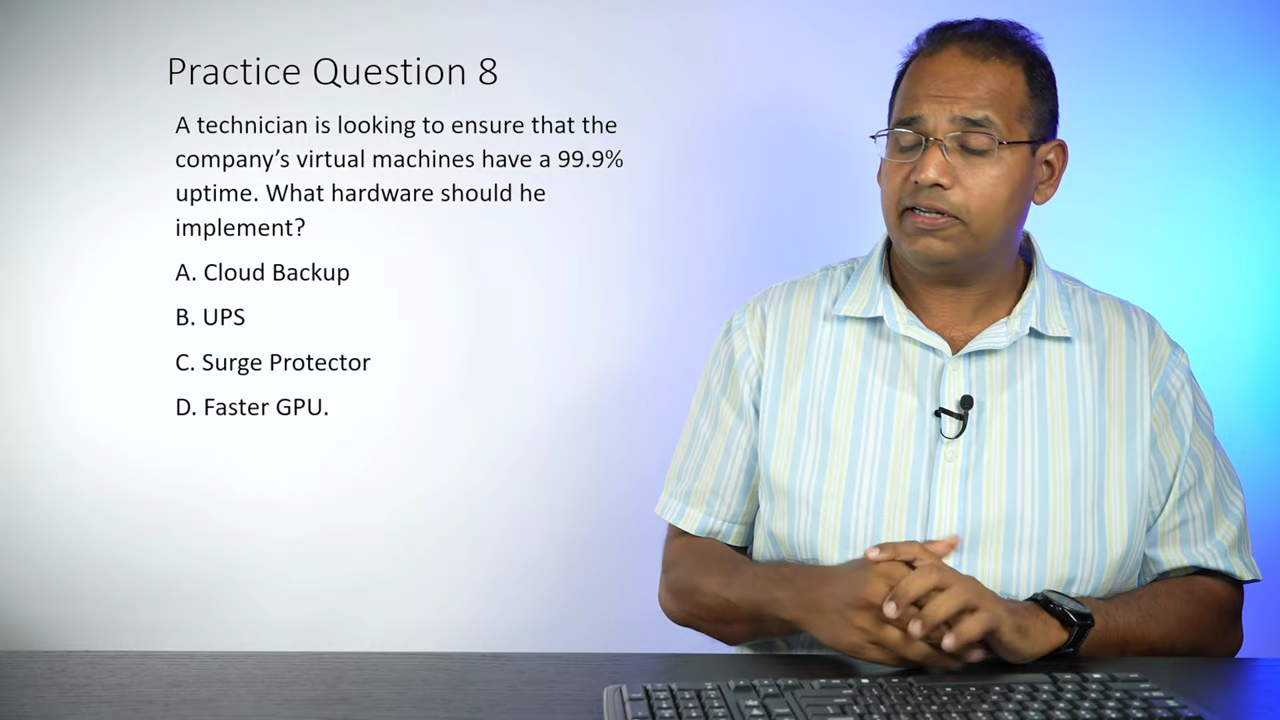 Practice Question 8
A technician is looking to ensure that the
company’s virtual machines have a 99.9%
uptime. What hardware should he
implement?
A. Cloud Backup
B. UPS
C. Surge Protector
D. Faster GPU.